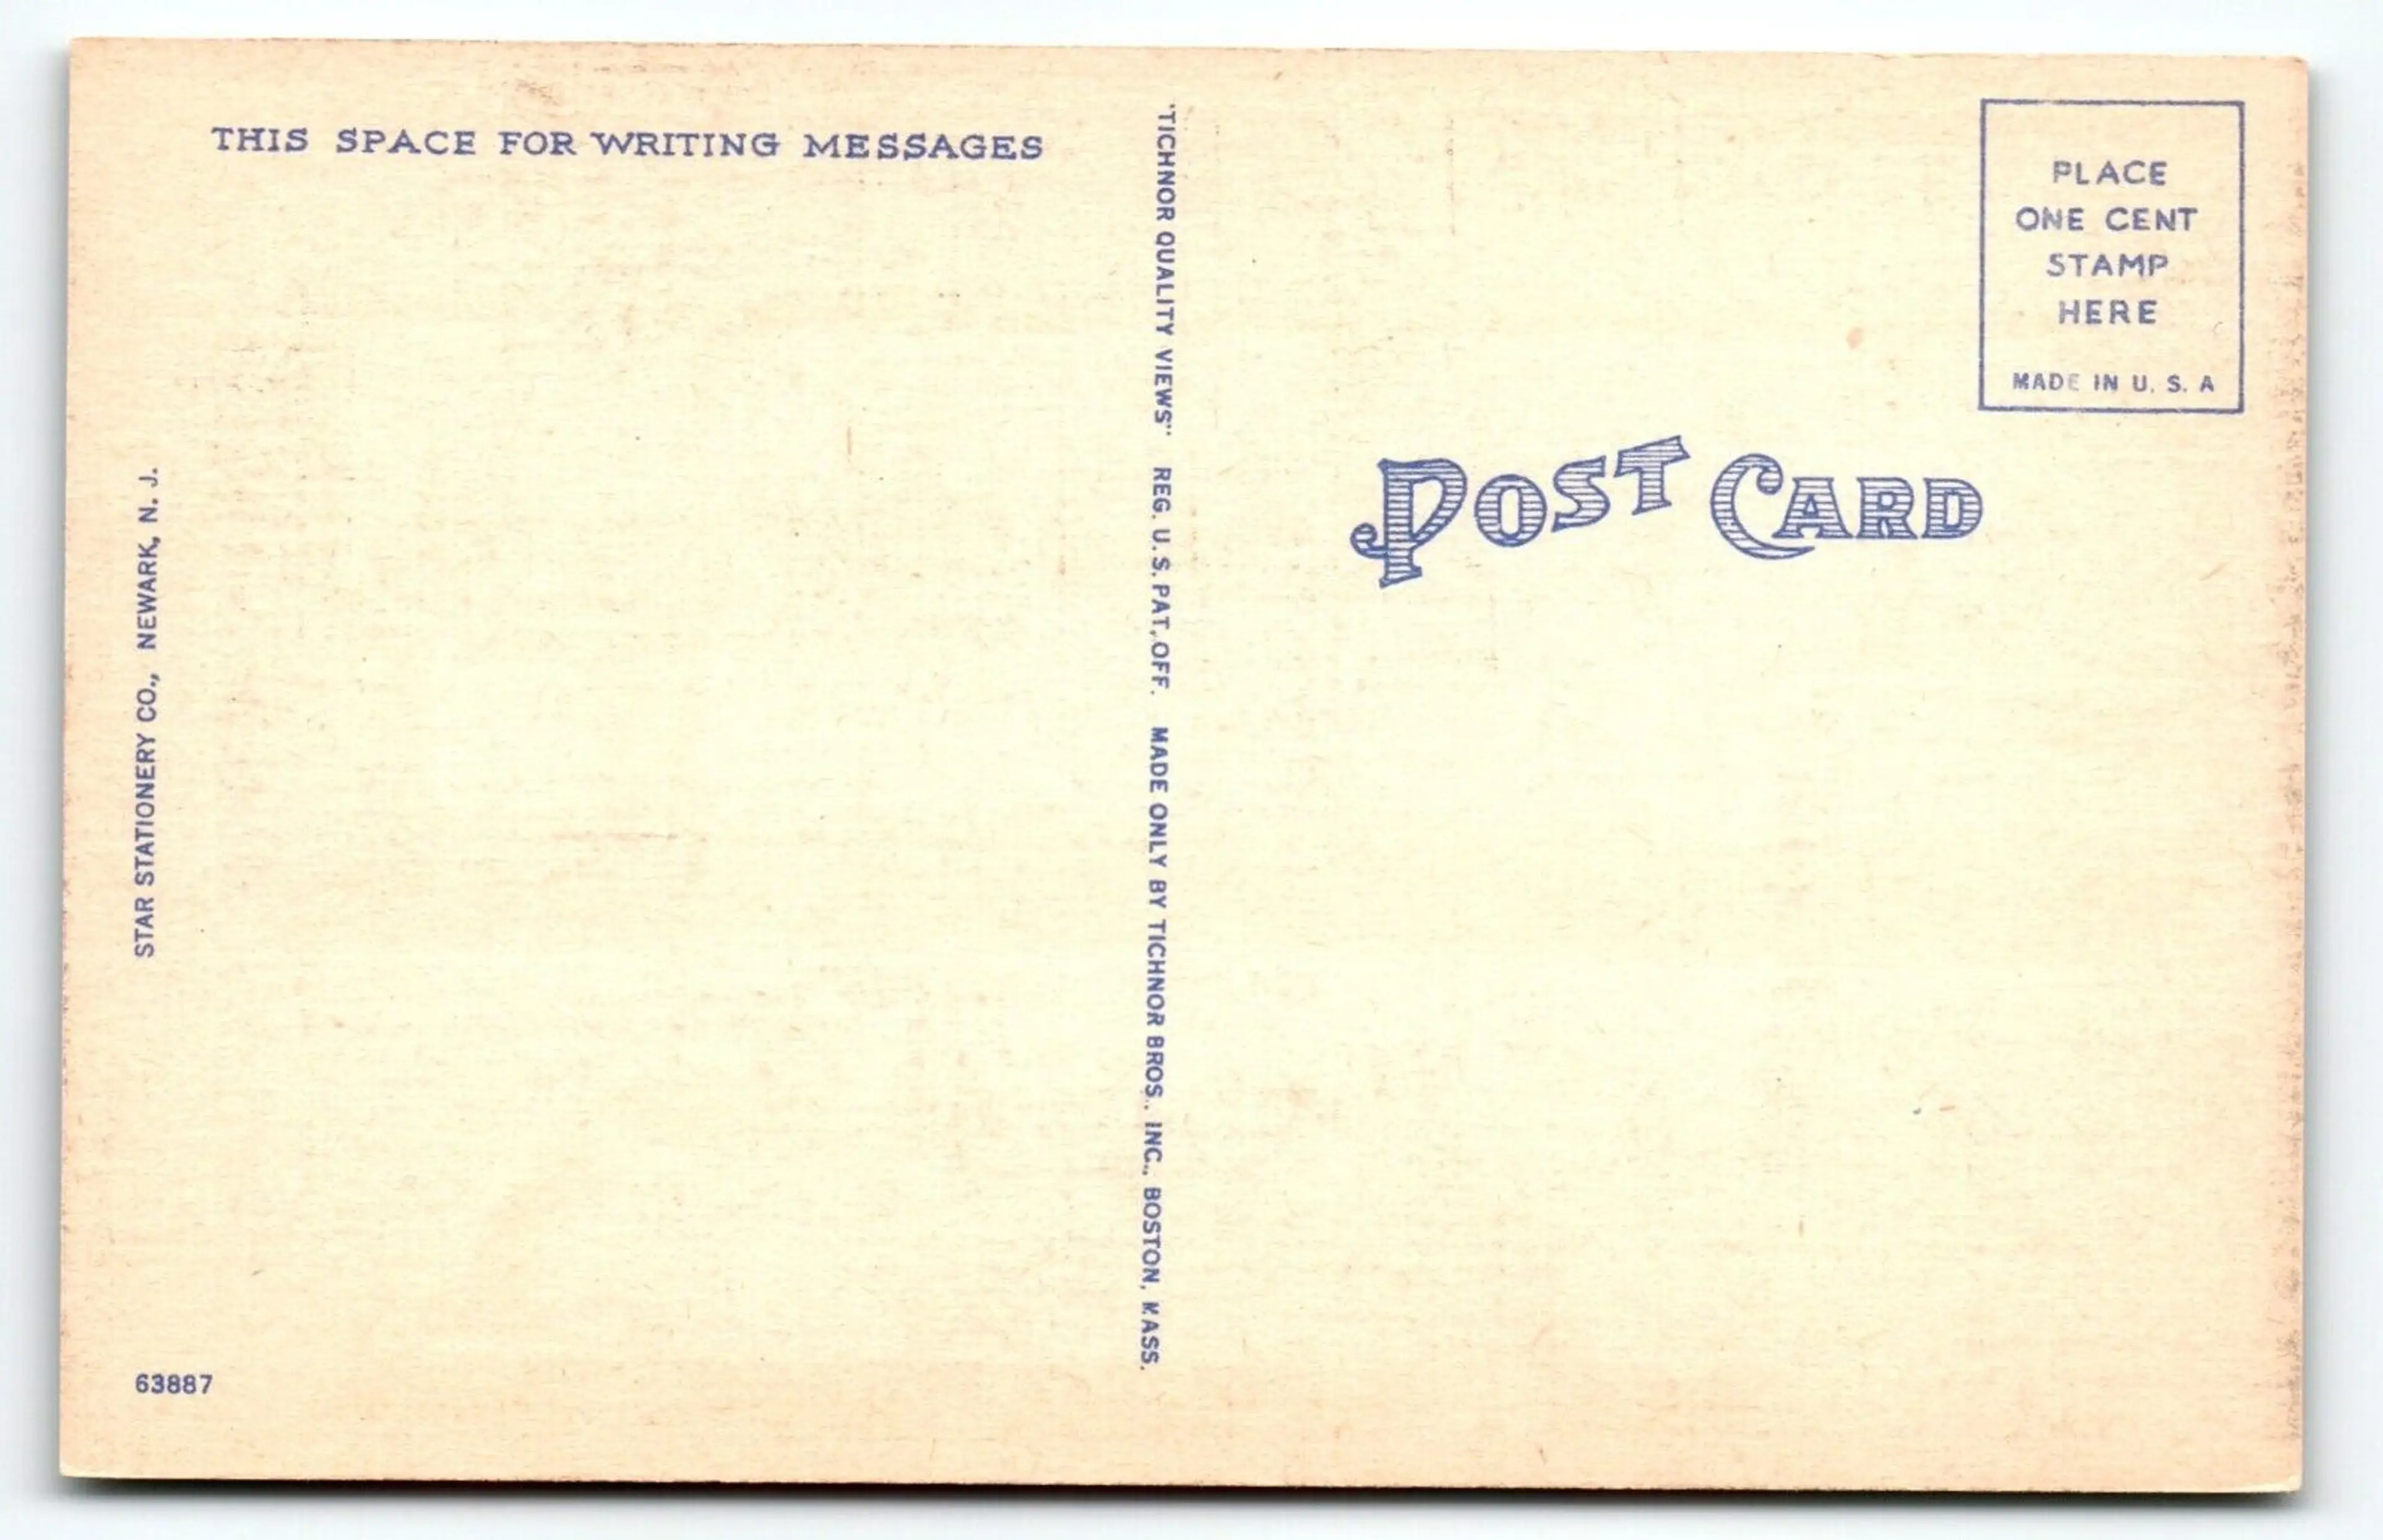 THIS SPACE FOR WRITING MESSAGES
STAR STATIONERY CO., NEWARK, N. J.
63887
"TICHNOR QUALITY VIEWS" REG. U. S. PAT. OFF. MADE ONLY BY TICHNOR BROS., INC., BOSTON, MASS.
PLACE
ONE CENT
STAMP
HERE
MADE IN U. S. A
POST CARD